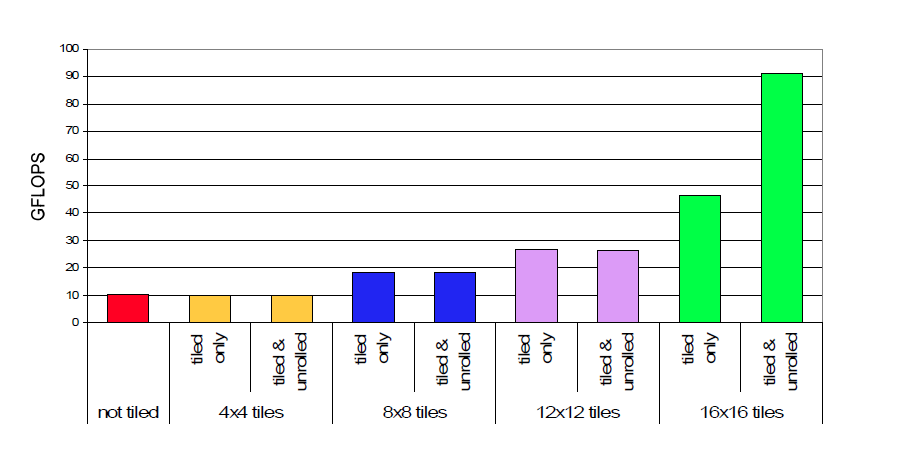 100
90
80
70
60
50
40
30
20
10
0
GFLOPS
tiled
only
tiled &
unrolled
tiled
only
tiled &
unrolled
tiled
only
tiled &
unrolled
tiled
only
tiled &
unrolled
not tiled
4x4 tiles
8x8 tiles
12x12 tiles
16x16 tiles